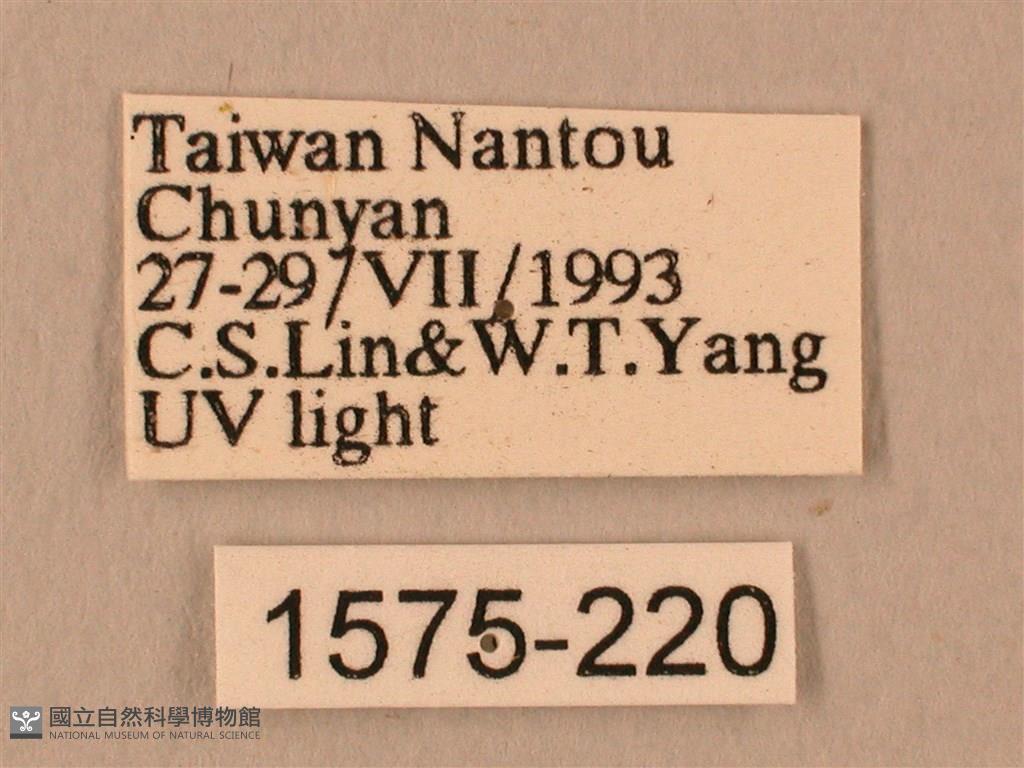 Taiwan Nantou
Chunyan
27-29/VII/1993
C.S.Lin&W.T.Yang
UV light
1575-220
國立自然科學博物館
NATIONAL MUSEUM OF NATURAL SCIENCE